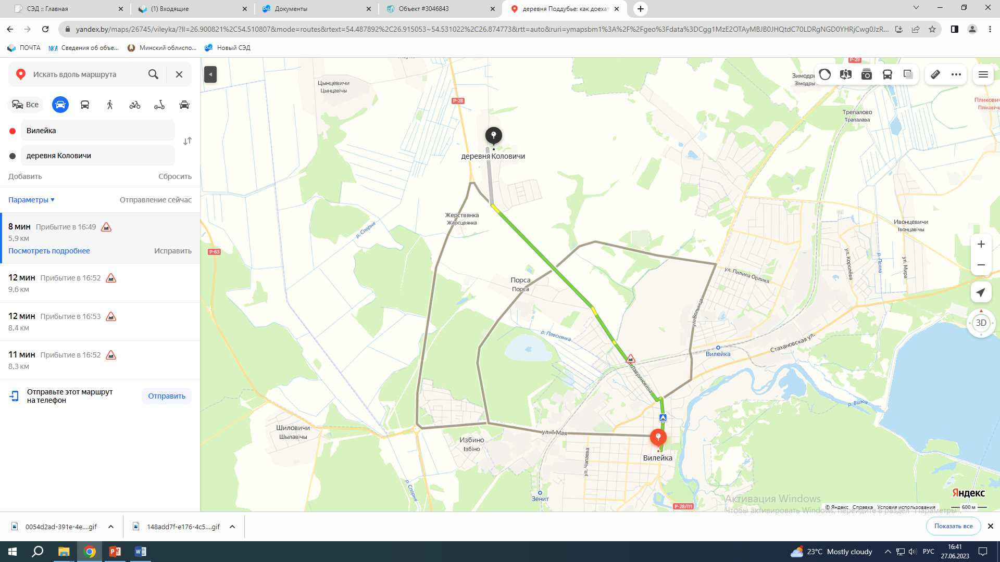 СЭД :: Главная
(1) Входящие
Документы
Объект #3046843
деревня Поддубье: как доехат
yandex.by/maps/26745/vileyka/?ll=26.900821%2C54.510807&mode=routes&rtext=54.487892%2C26.915053~54.531022%2C26.874773&rtt=auto&ruri=ymapsbm1%3A%2F%2Fgeo%3Fdata%3DCgg1MzE2OTAyMBJB0JHQtdC70LDRgNGD0YHRjCwg0JzR...
ПОЧТА
NKA Сведения об объе...
Минский облиспо...
Новый СЭД
Искать вдоль маршрута
Все
Вилейка
деревня Коловичи
Добавить
Сбросить
Параметры
Отправление сейчас
8 мин Прибытие в 16:49
5,9 км
Посмотреть подробнее
Исправить
12 мин Прибытие в 16:52
9,6 км
12 мин Прибытие в 16:53
8,4 км
11 мин Прибытие в 16:52
8,3 км
Отправьте этот маршрут
на телефон
Отправить
Р-29
Цынцевичи
Цынцавічы
Зимодры
Зімодры
Р-28
Пликович
Плікавічы
Трепалово
Трапалава
деревня Коловичи
Жерствянка
Жарсцвянка
р. Спорня
Р-63
Ивонцевичи
Івонцавічы
ул. Королёва
р. Пелла
ул. Мира
ул. Пилипа Орлика
Порса
Порса
ул. Волынца
р. Плеснянка
Стахановская ул.
Вилейка
ул. Лавриновича
р. Вилия
Шиловичи
Шылавічы
ул. 1 Мая
Избино
Ізбіно
Вилейка
ул. Чапаева
р. Спорня
Зенит
Р-28/П1
3D
Яндекс
Активация Windows
Чтобы активировать Windows, перейдите в раздел "Параметры".
© Яндекс Справка Условия использования
600 м
0054d2ad-391e-4e....gif
148add7f-e176-4c5....gif
Показать все
23°C Mostly cloudy
РУС
16:41
27.06.2023